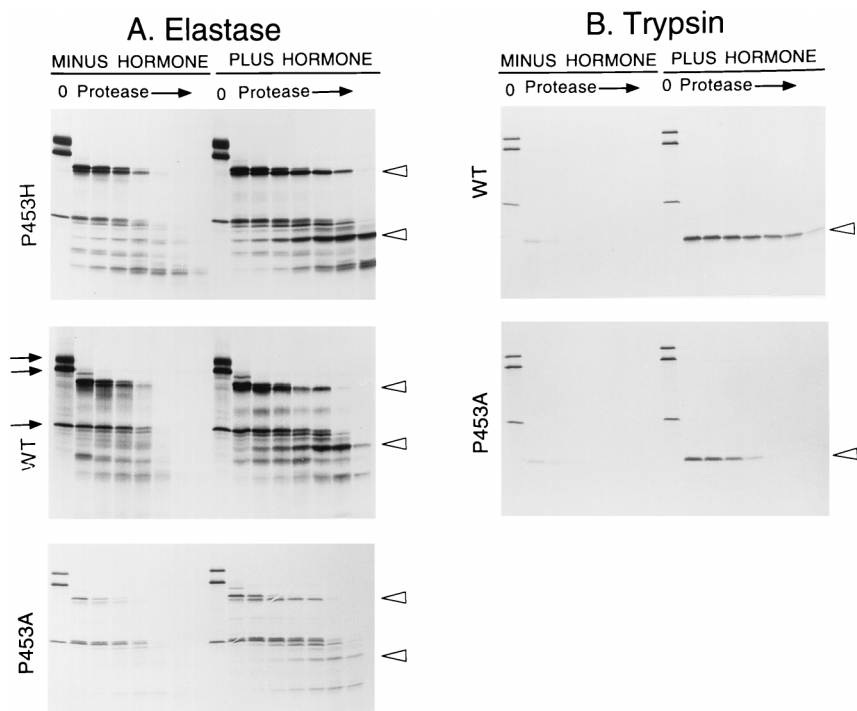 A. Elastase
MINUS HORMONE PLUS HORMONE
0 Protease 0 Protease
P453H
WT
P453A
B. Trypsin
MINUS HORMONE PLUS HORMONE
0 Protease 0 Protease
WT
P453A